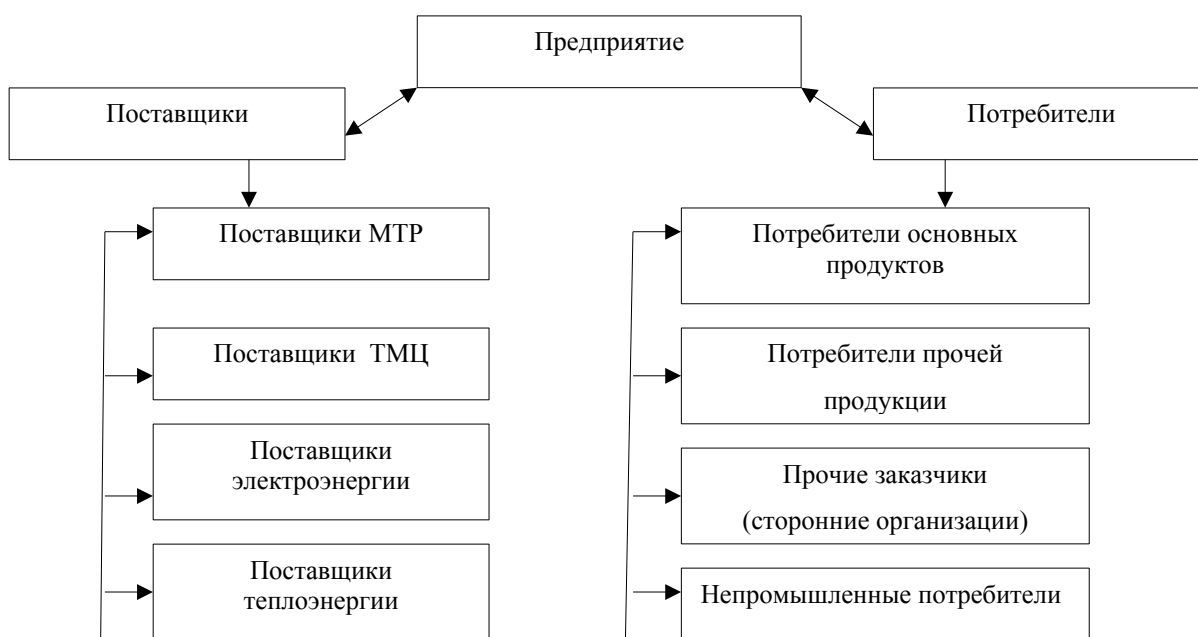 Предприятие
Поставщики
Потребители
Поставщики МТР
Поставщики ТМЦ
Поставщики
электроэнергии
Поставщики
теплоэнергии
Потребители основных
продуктов
Потребители прочей
продукции
Прочие заказчики
(сторонние организации)
Непромышленные потребители